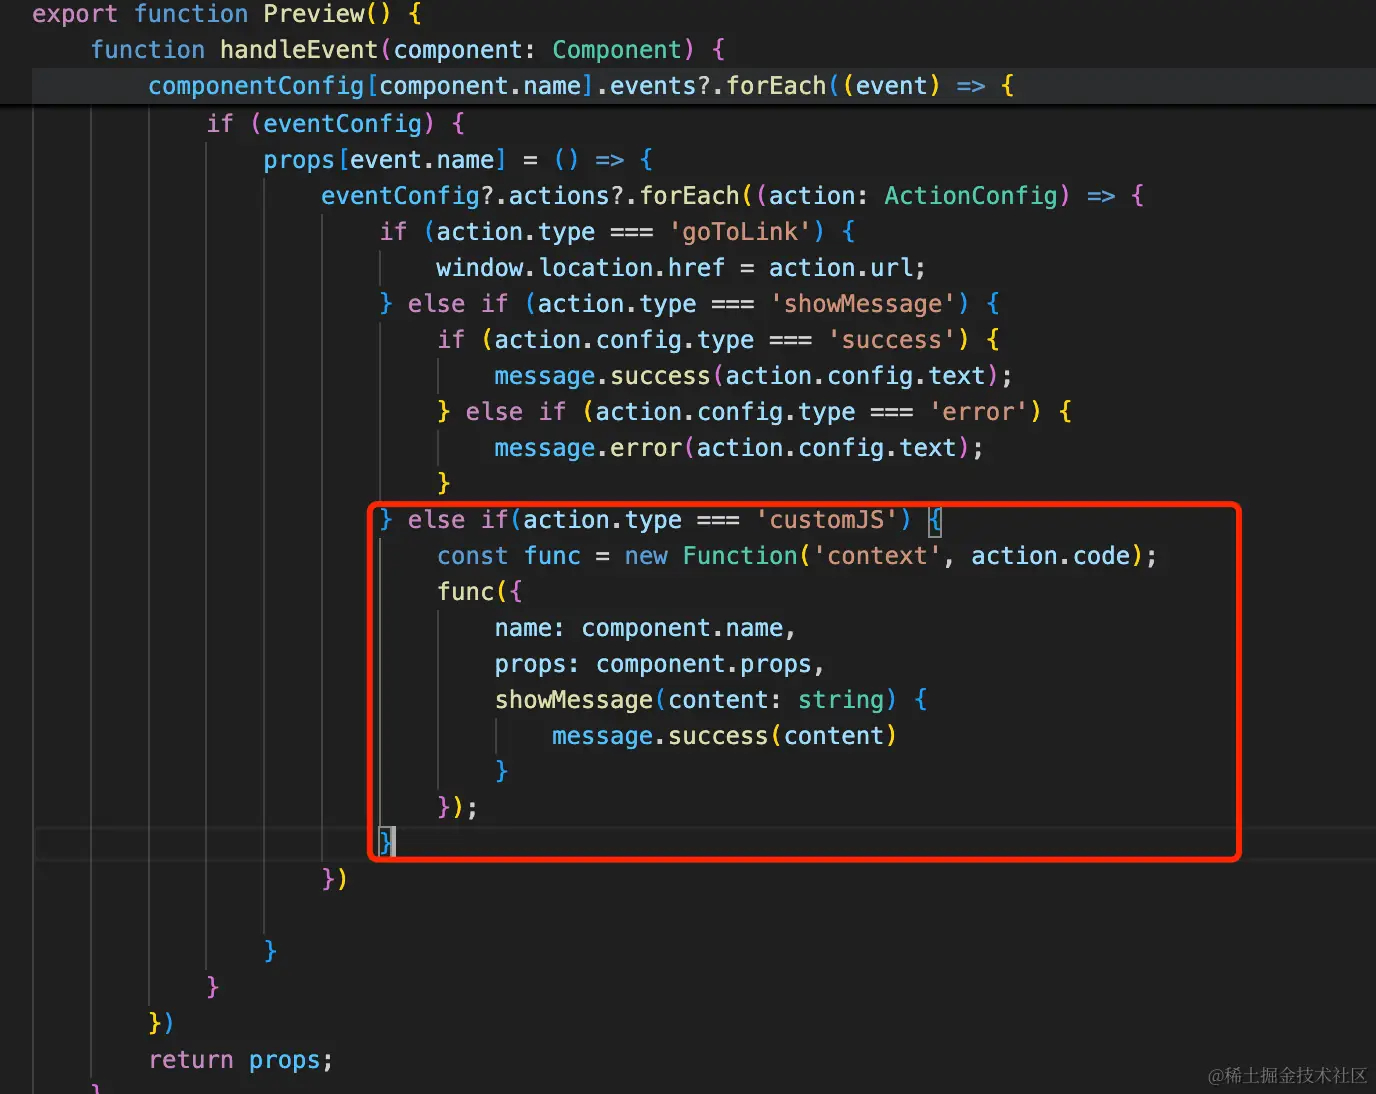 export function Preview() {
    function handleEvent(component: Component) {
        componentConfig[component.name].events?.forEach((event) => {
            if (eventConfig) {
                props[event.name] = () => {
                    eventConfig?.actions?.forEach((action: ActionConfig) => {
                        if (action.type === 'goToLink') {
                            window.location.href = action.url;
                        } else if (action.type === 'showMessage') {
                            if (action.config.type === 'success') {
                                message.success(action.config.text);
                            } else if (action.config.type === 'error') {
                                message.error(action.config.text);
                            }
                        } else if(action.type === 'customJS') {
                            const func = new Function('context', action.code);
                            func({
                                name: component.name,
                                props: component.props,
                                showMessage(content: string) {
                                    message.success(content)
                                }
                            });
                        }
                    })

                }
            }
        })
        return props;
    }
@稀土掘金技术社区